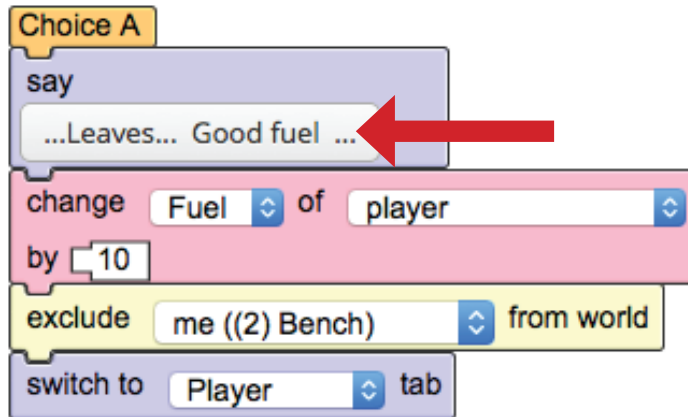 Choice A
say
...Leaves... Good fuel ...
change Fuel of player
by 10
exclude me ((2) Bench) from world
switch to Player tab